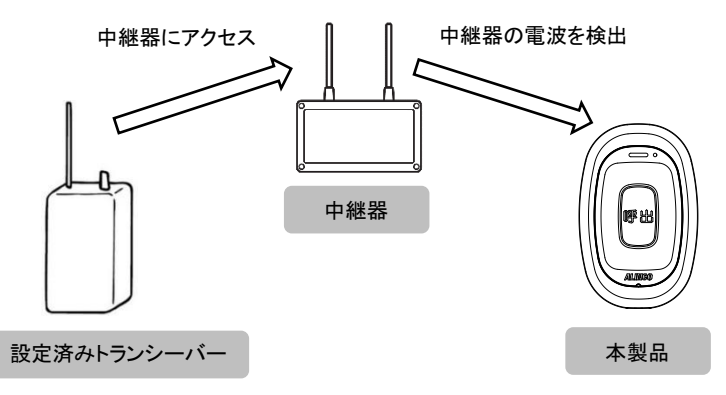 中継器にアクセス
中継器の電波を検出
中継器
呼出
ALINCO
設定済みトランシーバー
本製品